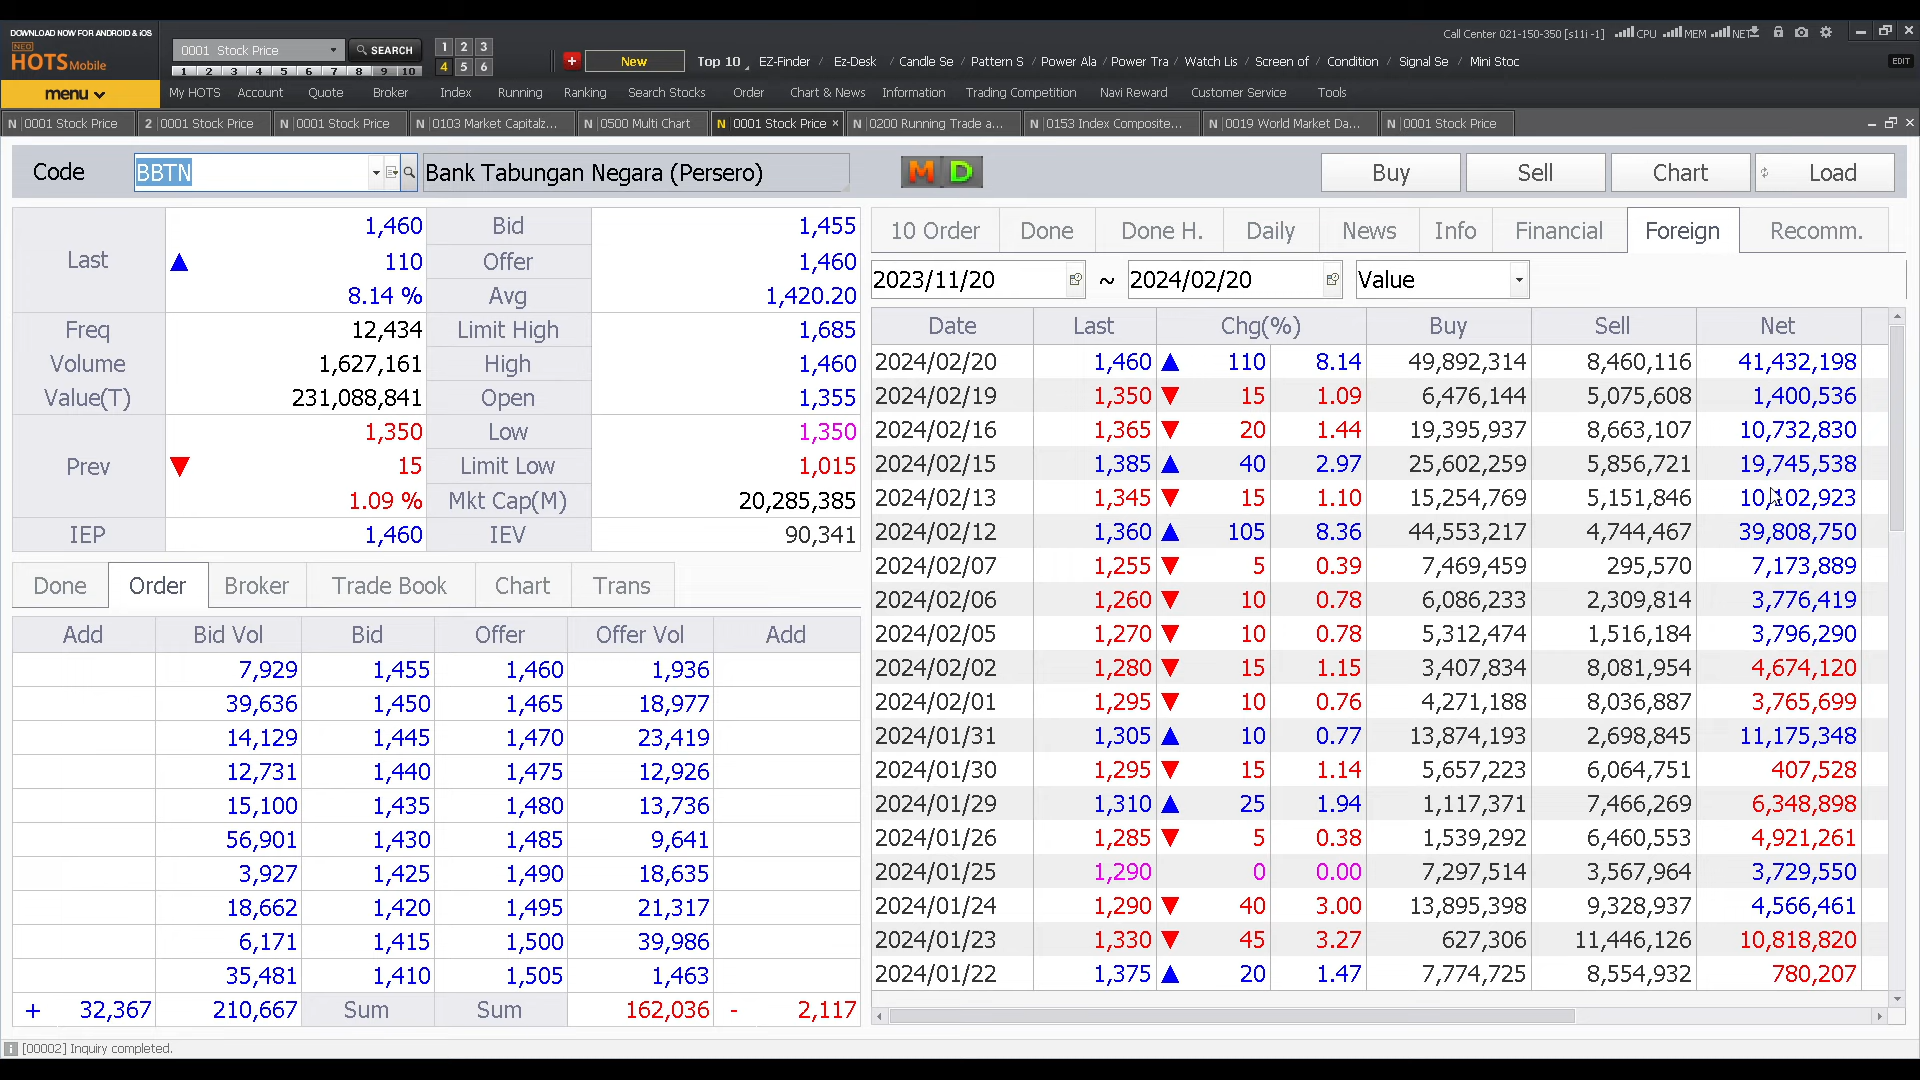 DOWNLOAD NOW FOR ANDROID & iOS
NEO
HOTS Mobile
menu
0001 Stock Price
SEARCH
1 2 3 4 5 6 7 8 9 10
1 2 3
4 5 6
New
Top 10
EZ-Finder / Ez-Desk / Candle Se / Pattern S / Power Ala / Power Tra / Watch Lis / Screen of / Condition / Signal Se / Mini Stoc
Call Center 021-150-350 [s11i -1] CPU MEM NET
EDIT
My HOTS Account Quote Broker Index Running Ranking Search Stocks Order Chart & News Information Trading Competition Navi Reward Customer Service Tools
N 0001 Stock Price 2 0001 Stock Price N 0001 Stock Price N 0103 Market Capitalz... N 0500 Multi Chart N 0001 Stock Price × N 0200 Running Trade a... N 0153 Index Composite... N 0019 World Market Da... N 0001 Stock Price
Code BBTN Bank Tabungan Negara (Persero) M D Buy Sell Chart Load
Last 1,460 Bid 1,455
▲ 110 Offer 1,460
8.14 % Avg 1,420.20
Freq 12,434 Limit High 1,685
Volume 1,627,161 High 1,460
Value(T) 231,088,841 Open 1,355
Prev 1,350 Low 1,350
▼ 15 Limit Low 1,015
1.09 % Mkt Cap(M) 20,285,385
IEP 1,460 IEV 90,341
Done Order Broker Trade Book Chart Trans
Add Bid Vol Bid Offer Offer Vol Add
7,929 1,455 1,460 1,936
39,636 1,450 1,465 18,977
14,129 1,445 1,470 23,419
12,731 1,440 1,475 12,926
15,100 1,435 1,480 13,736
56,901 1,430 1,485 9,641
3,927 1,425 1,490 18,635
18,662 1,420 1,495 21,317
6,171 1,415 1,500 39,986
35,481 1,410 1,505 1,463
+ 32,367 210,667 Sum Sum 162,036 - 2,117
10 Order Done Done H. Daily News Info Financial Foreign Recomm.
2023/11/20 ~ 2024/02/20 Value
Date Last Chg(%) Buy Sell Net
2024/02/20 1,460 ▲ 110 8.14 49,892,314 8,460,116 41,432,198
2024/02/19 1,350 ▼ 15 1.09 6,476,144 5,075,608 1,400,536
2024/02/16 1,365 ▼ 20 1.44 19,395,937 8,663,107 10,732,830
2024/02/15 1,385 ▲ 40 2.97 25,602,259 5,856,721 19,745,538
2024/02/13 1,345 ▼ 15 1.10 15,254,769 5,151,846 10,102,923
2024/02/12 1,360 ▲ 105 8.36 44,553,217 4,744,467 39,808,750
2024/02/07 1,255 ▼ 5 0.39 7,469,459 295,570 7,173,889
2024/02/06 1,260 ▼ 10 0.78 6,086,233 2,309,814 3,776,419
2024/02/05 1,270 ▼ 10 0.78 5,312,474 1,516,184 3,796,290
2024/02/02 1,280 ▼ 15 1.15 3,407,834 8,081,954 4,674,120
2024/02/01 1,295 ▼ 10 0.76 4,271,188 8,036,887 3,765,699
2024/01/31 1,305 ▲ 10 0.77 13,874,193 2,698,845 11,175,348
2024/01/30 1,295 ▼ 15 1.14 5,657,223 6,064,751 407,528
2024/01/29 1,310 ▲ 25 1.94 1,117,371 7,466,269 6,348,898
2024/01/26 1,285 ▼ 5 0.38 1,539,292 6,460,553 4,921,261
2024/01/25 1,290 0 0.00 7,297,514 3,567,964 3,729,550
2024/01/24 1,290 ▼ 40 3.00 13,895,398 9,328,937 4,566,461
2024/01/23 1,330 ▼ 45 3.27 627,306 11,446,126 10,818,820
2024/01/22 1,375 ▲ 20 1.47 7,774,725 8,554,932 780,207
[00002] Inquiry completed.